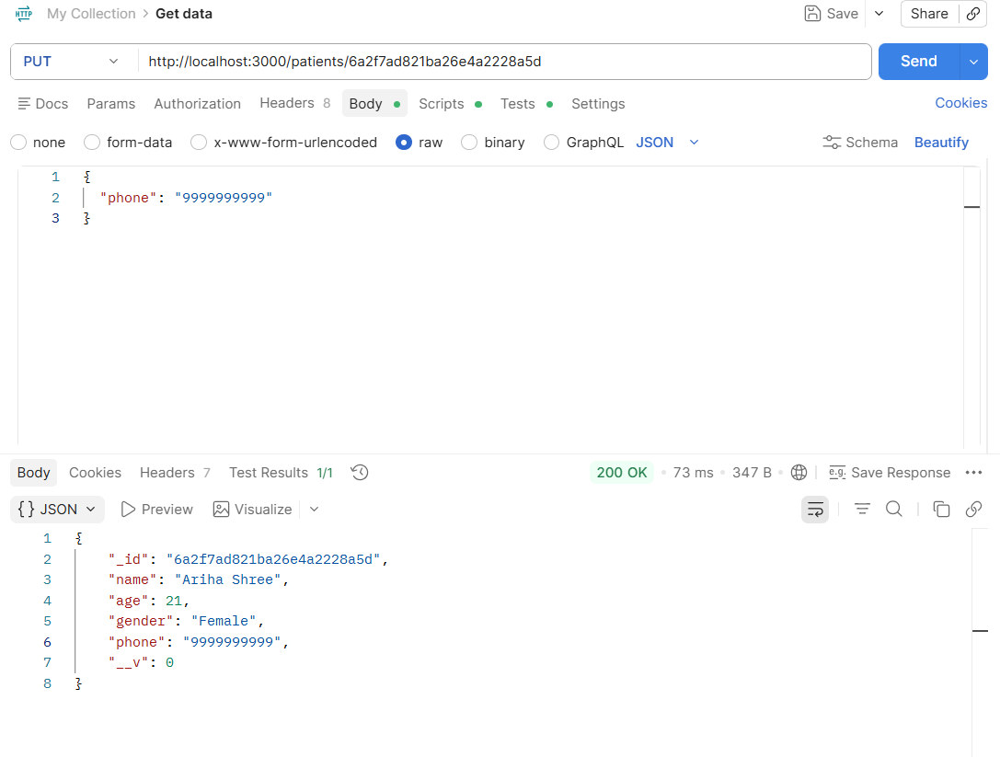 HTTP My Collection > Get data Save Share
PUT http://localhost:3000/patients/6a2f7ad821ba26e4a2228a5d Send
Docs Params Authorization Headers 8 Body Scripts Tests Settings Cookies
none form-data x-www-form-urlencoded raw binary GraphQL JSON Schema Beautify
1 {
2 "phone": "9999999999"
3 }
Body Cookies Headers 7 Test Results 1/1 200 OK 73 ms 347 B e.g. Save Response
{} JSON Preview Visualize
1 {
2 "_id": "6a2f7ad821ba26e4a2228a5d",
3 "name": "Ariha Shree",
4 "age": 21,
5 "gender": "Female",
6 "phone": "9999999999",
7 "__v": 0
8 }